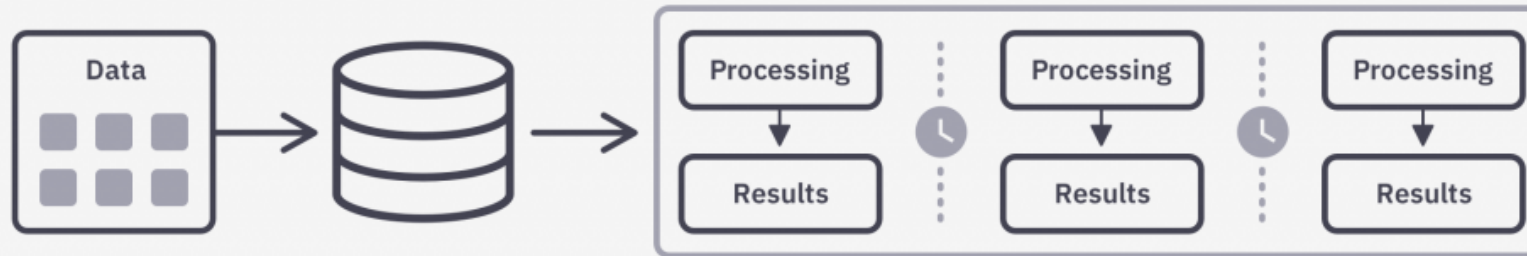 Data
Processing
Results
Processing
Results
Processing
Results